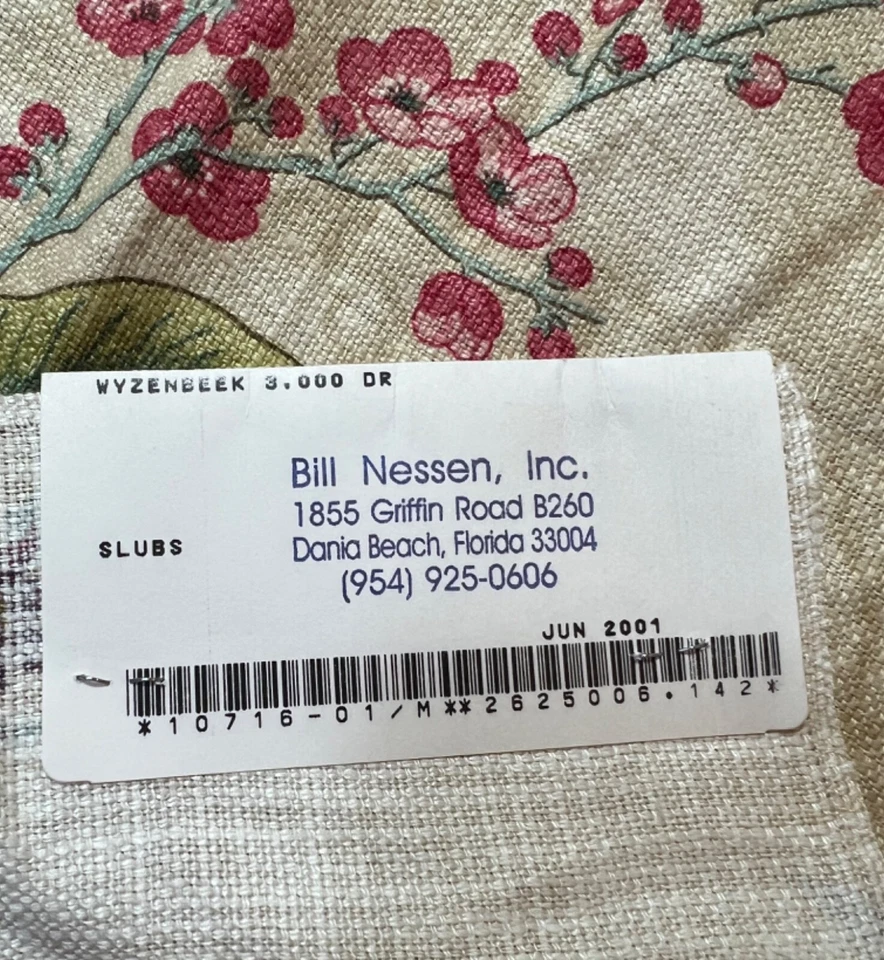 WYZENBEEK 3,000 DR
Bill Nessen, Inc.
1855 Griffin Road B260
SLUBS
Dania Beach, Florida 33004
(954) 925-0606
JUN 2001
*10716-01/M**2625006.142*